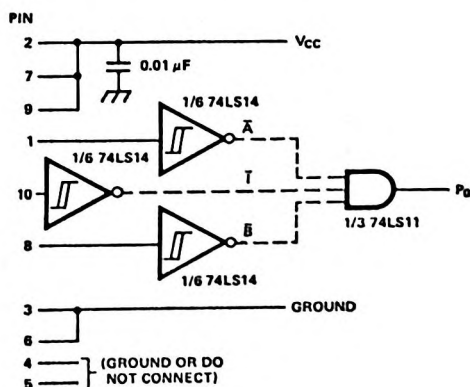 PIN
2
VCC
7
0.01 μF
9
1/6 74LS14
1
A̅
1/6 74LS14
10
I̅
PO
1/3 74LS11
8
B̅
1/6 74LS14
3
GROUND
6
4
(GROUND OR DO
5
NOT CONNECT)